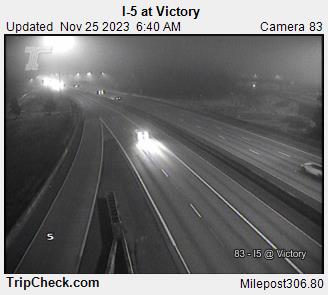 I-5 at Victory
Updated Nov 25 2023 6:40 AM Camera 83
S
83 - I5 @ Victory
TripCheck.com Milepost306.80